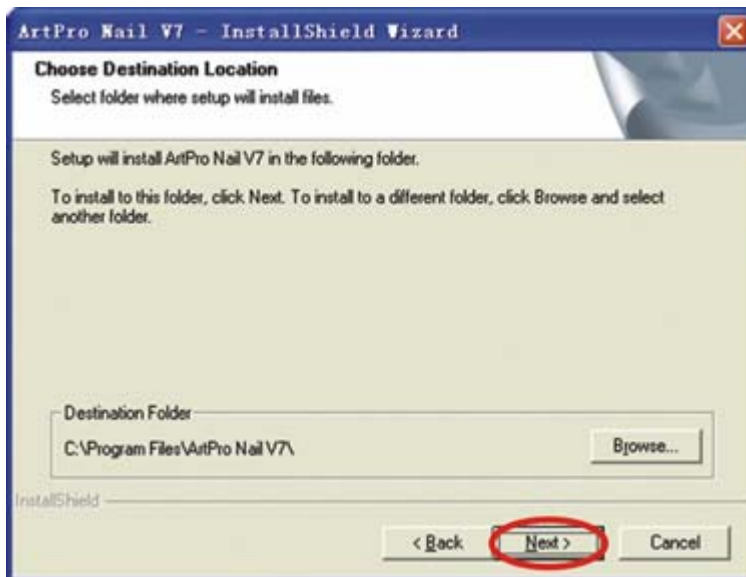 ArtPro Nail V7 - InstallShield Wizard
Choose Destination Location
Select folder where setup will install files.
Setup will install ArtPro Nail V7 in the following folder.
To install to this folder, click Next. To install to a different folder, click Browse and select
another folder.
Destination Folder
C:\Program Files\ArtPro Nail V7\
Browse...
InstallShield
< Back
Next >
Cancel